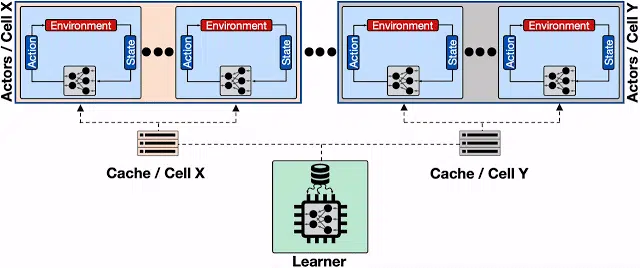 Actors / Cell X
Environment
Action
State
Environment
Action
State
Environment
Action
State
Environment
Action
State
Actors / Cell Y
Cache / Cell X
Cache / Cell Y
Learner